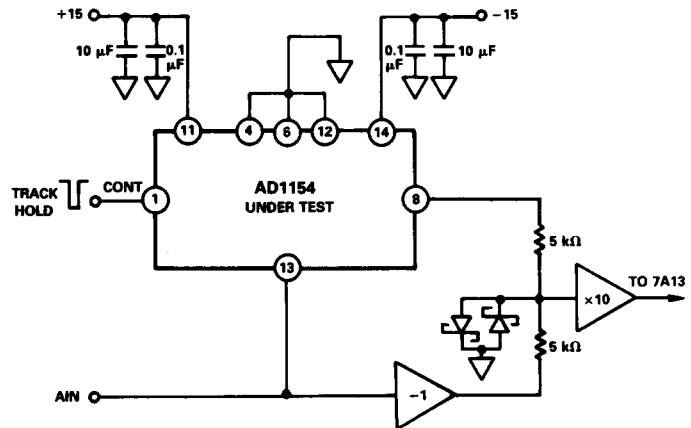 +15
-15
10 µF
0.1
µF
0.1
µF
10 µF
11
4
6
12
14
TRACK
HOLD
CONT
1
AD1154
UNDER TEST
8
13
5 kΩ
×10
TO 7A13
5 kΩ
AIN
-1